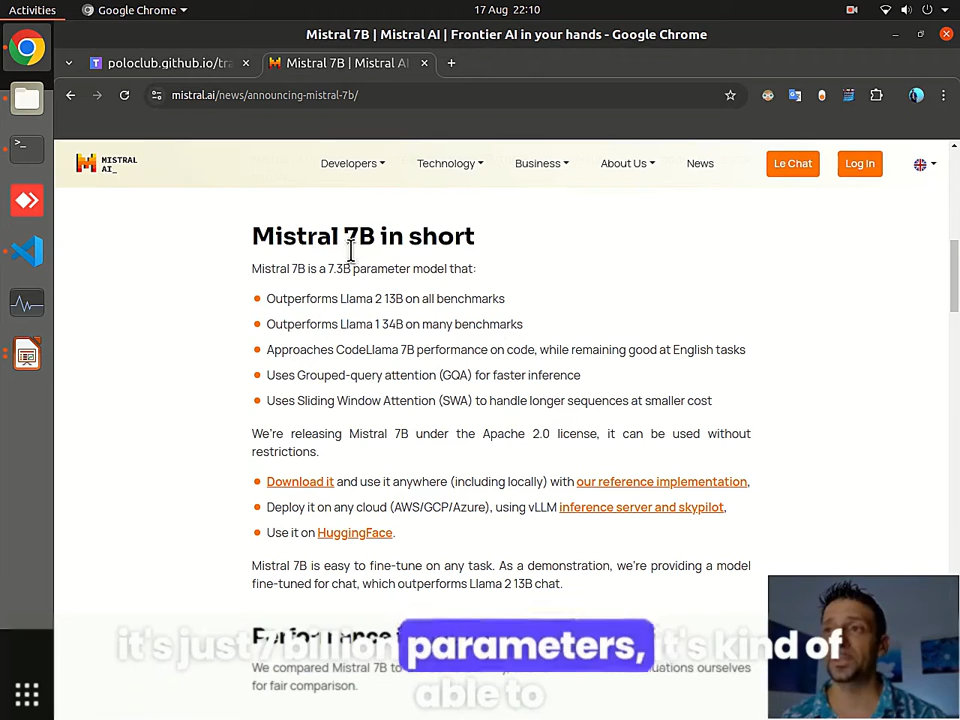 Activities
Google Chrome
17 Aug 22:10
Mistral 7B | Mistral AI | Frontier AI in your hands - Google Chrome
poloclub.github.io/tra
Mistral 7B | Mistral AI
mistral.ai/news/announcing-mistral-7b/
MISTRAL
AI_
Developers
Technology
Business
About Us
News
Le Chat
Log In
Mistral 7B in short
Mistral 7B is a 7.3B parameter model that:
Outperforms Llama 2 13B on all benchmarks
Outperforms Llama 1 34B on many benchmarks
Approaches CodeLlama 7B performance on code, while remaining good at English tasks
Uses Grouped-query attention (GQA) for faster inference
Uses Sliding Window Attention (SWA) to handle longer sequences at smaller cost
We're releasing Mistral 7B under the Apache 2.0 license, it can be used without
restrictions.
Download it and use it anywhere (including locally) with our reference implementation,
Deploy it on any cloud (AWS/GCP/Azure), using vLLM inference server and skypilot,
Use it on HuggingFace.
Mistral 7B is easy to fine-tune on any task. As a demonstration, we're providing a model
fine-tuned for chat, which outperforms Llama 2 13B chat.
it's just 7 billion parameters, it's kind of
able to
We compared Mistral 7B to
uations ourselves
for fair comparison.